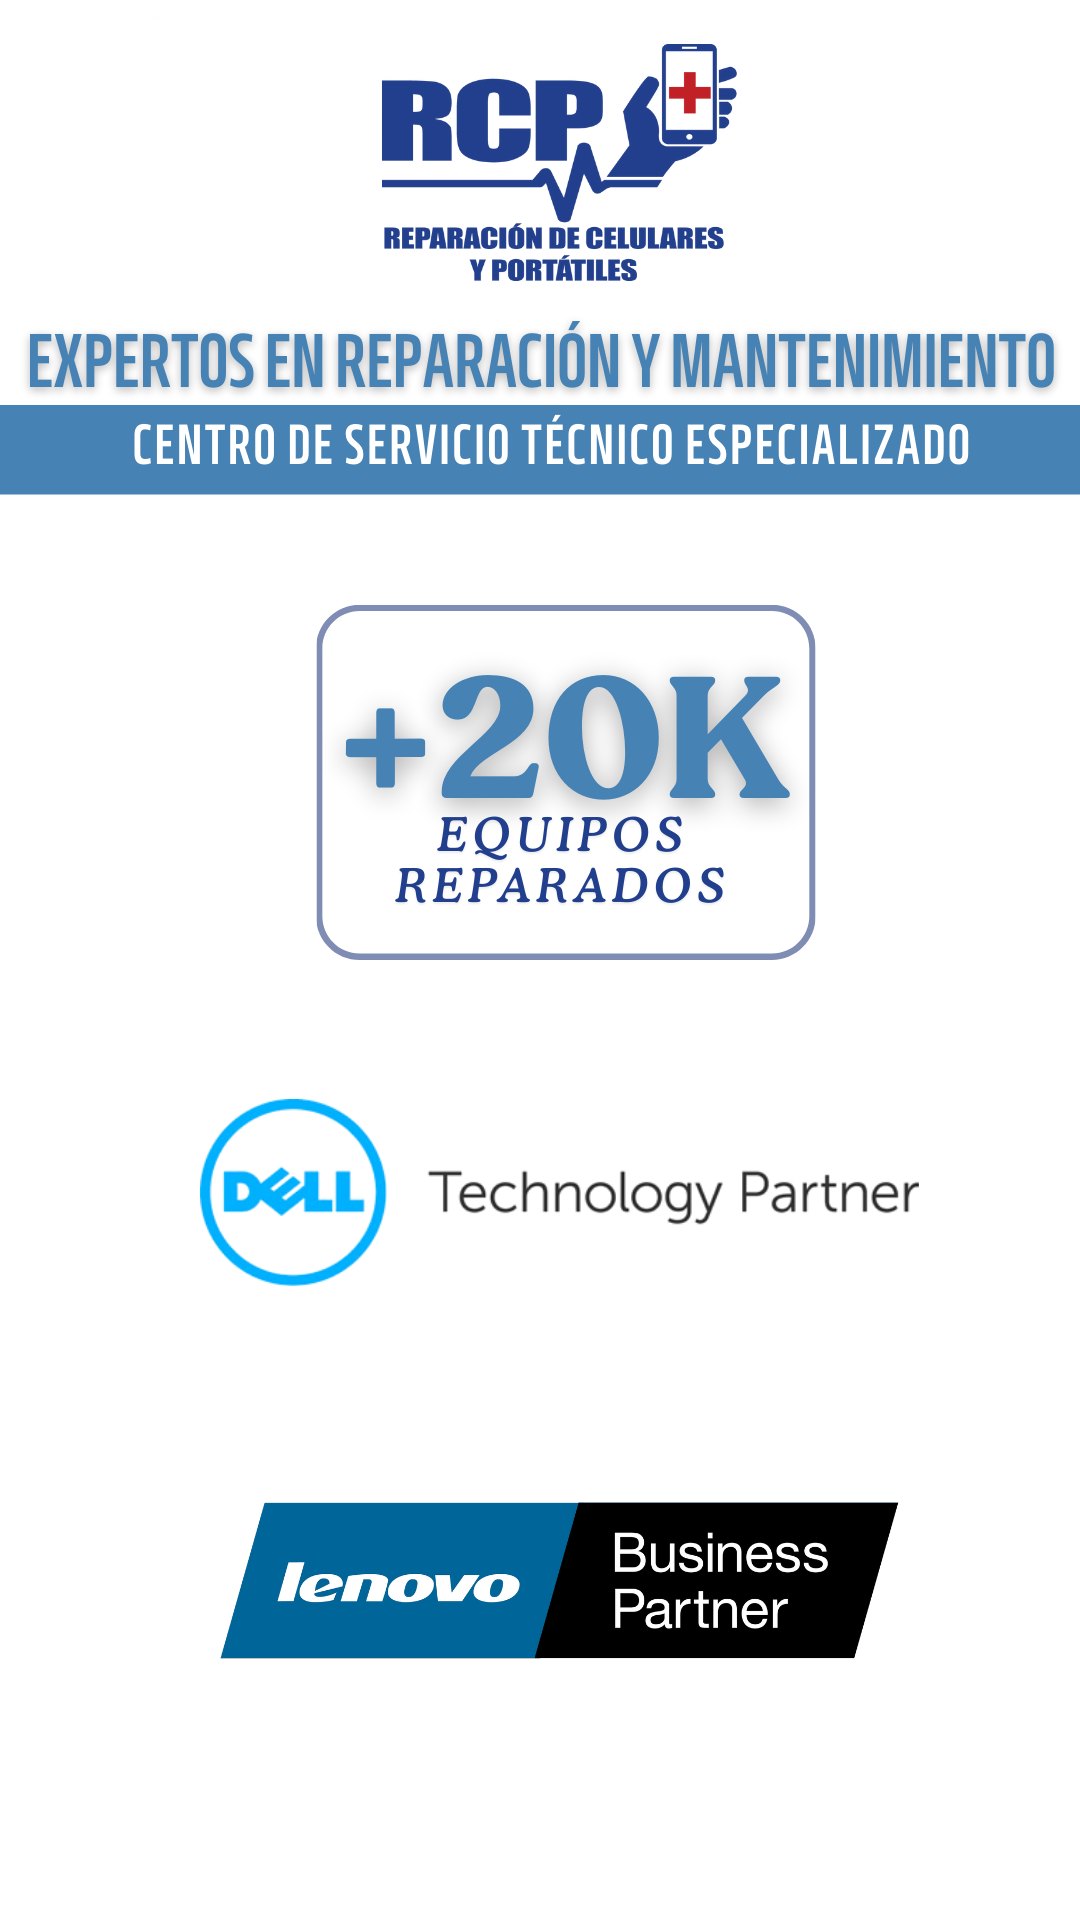 RCP
REPARACIÓN DE CELULARES
Y PORTÁTILES
EXPERTOS EN REPARACIÓN Y MANTENIMIENTO
CENTRO DE SERVICIO TÉCNICO ESPECIALIZADO
+20K
EQUIPOS
REPARADOS
DELL Technology Partner
lenovo
Business
Partner